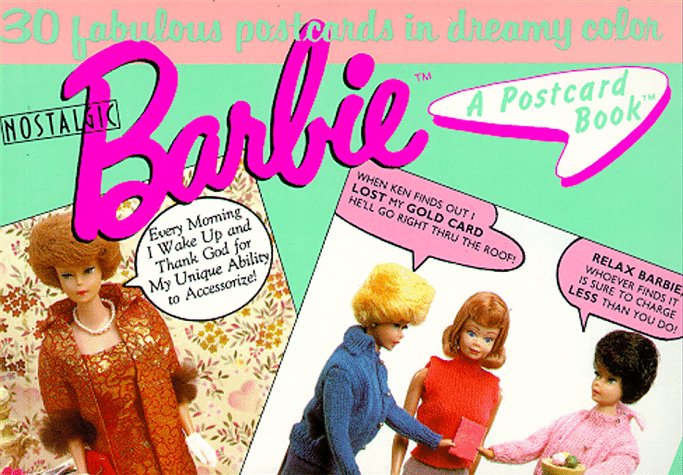 30 fabulous postcards in dreamy color
NOSTALGIC
Barbie™
A Postcard
Book™
Every Morning
I Wake Up and
Thank God for
My Unique Ability
to Accessorize!
WHEN KEN FINDS OUT I
LOST MY GOLD CARD
HE'LL GO RIGHT THRU THE ROOF!
RELAX BARBIE,
WHOEVER FINDS IT
IS SURE TO CHARGE
LESS THAN YOU DO!